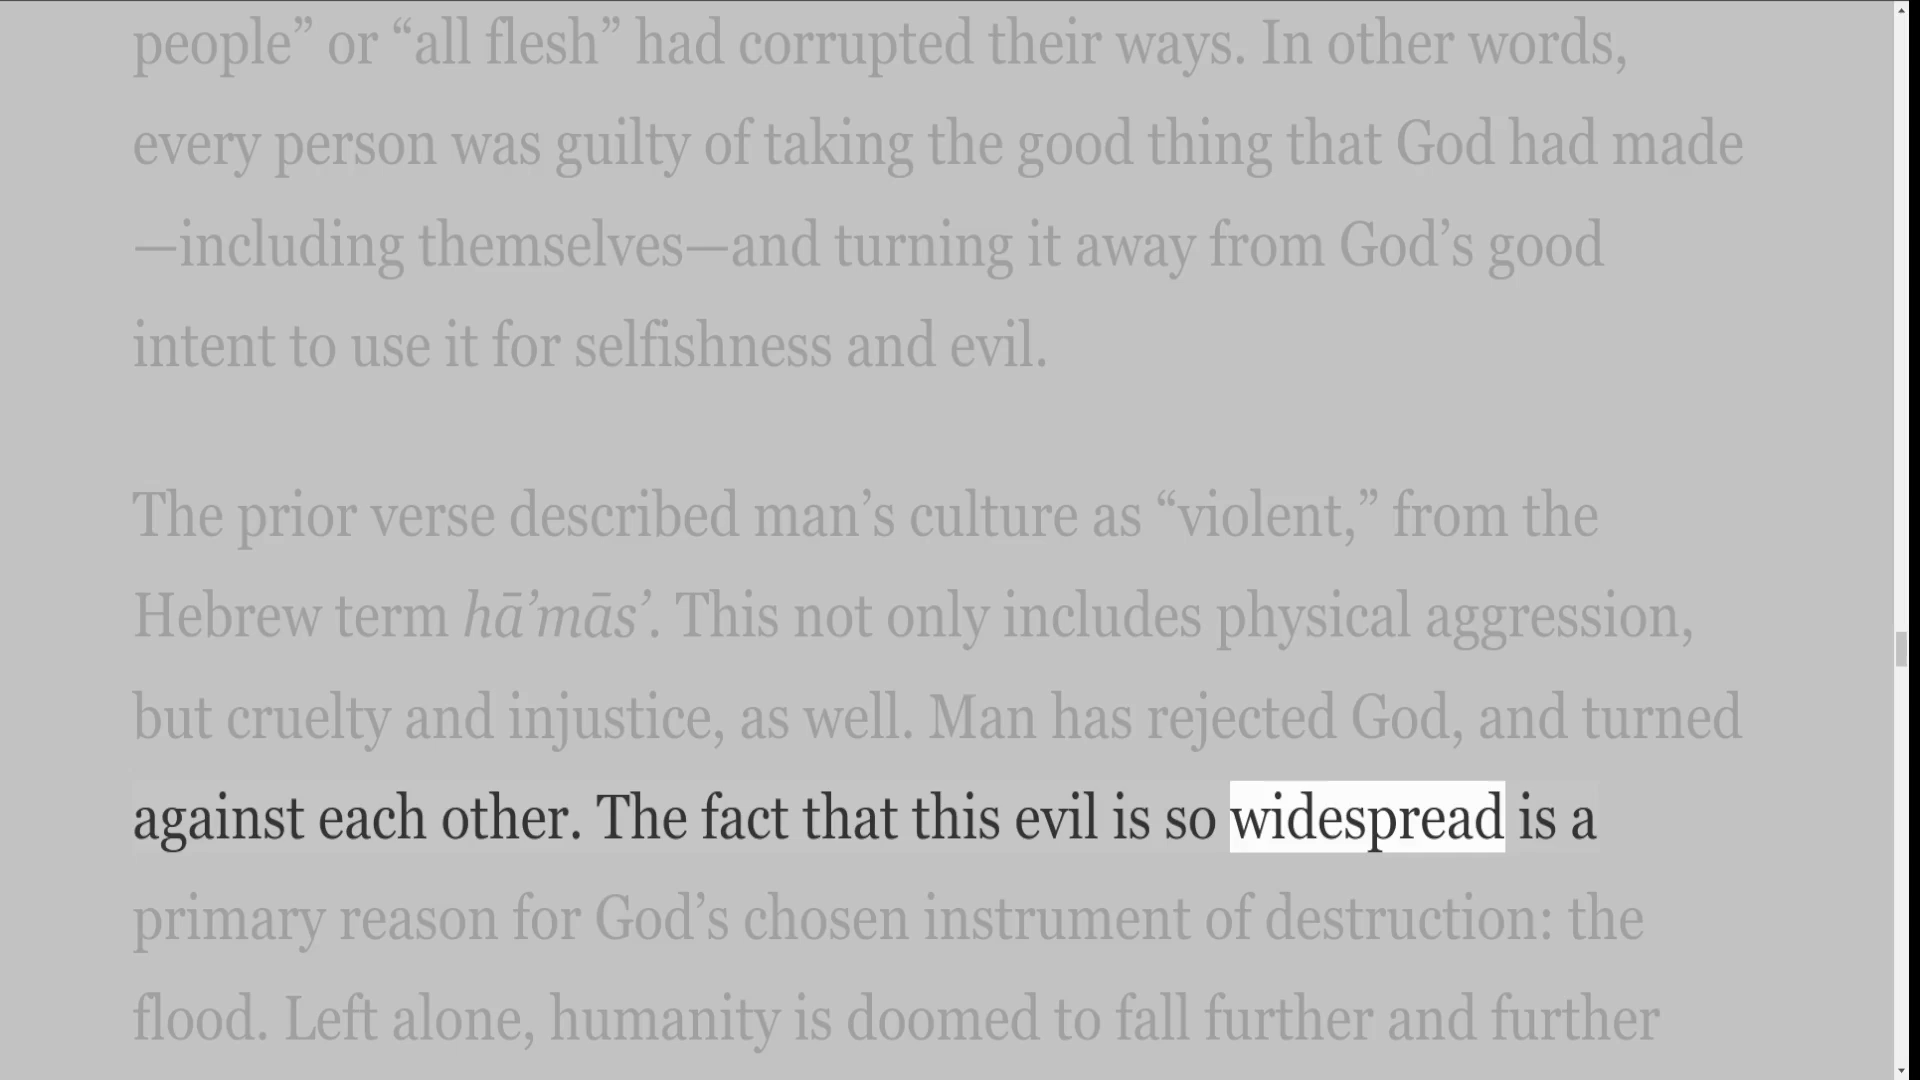 people” or “all flesh” had corrupted their ways. In other words,
every person was guilty of taking the good thing that God had made
—including themselves—and turning it away from God’s good
intent to use it for selfishness and evil.
The prior verse described man’s culture as “violent,” from the
Hebrew term hā’mās’. This not only includes physical aggression,
but cruelty and injustice, as well. Man has rejected God, and turned
against each other. The fact that this evil is so widespread is a
primary reason for God’s chosen instrument of destruction: the
flood. Left alone, humanity is doomed to fall further and further